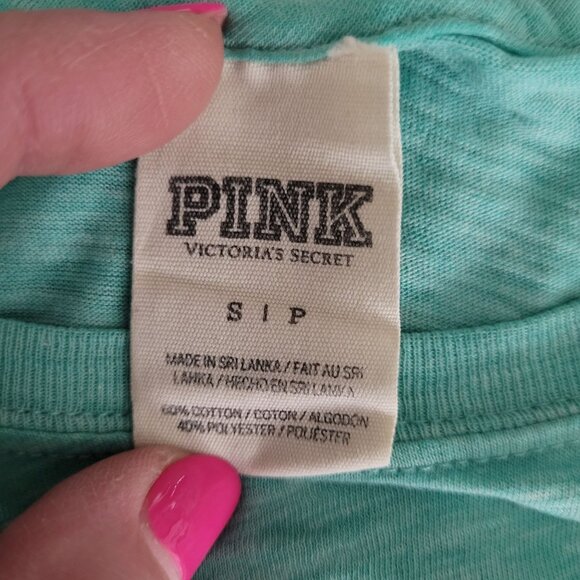 PINK
VICTORIA'S SECRET
S | P
MADE IN SRI LANKA / FAIT AU SRI
LANKA / HECHO EN SRI LANKA
60% COTTON / COTON / ALGODÓN
40% POLYESTER / POLIÉSTER